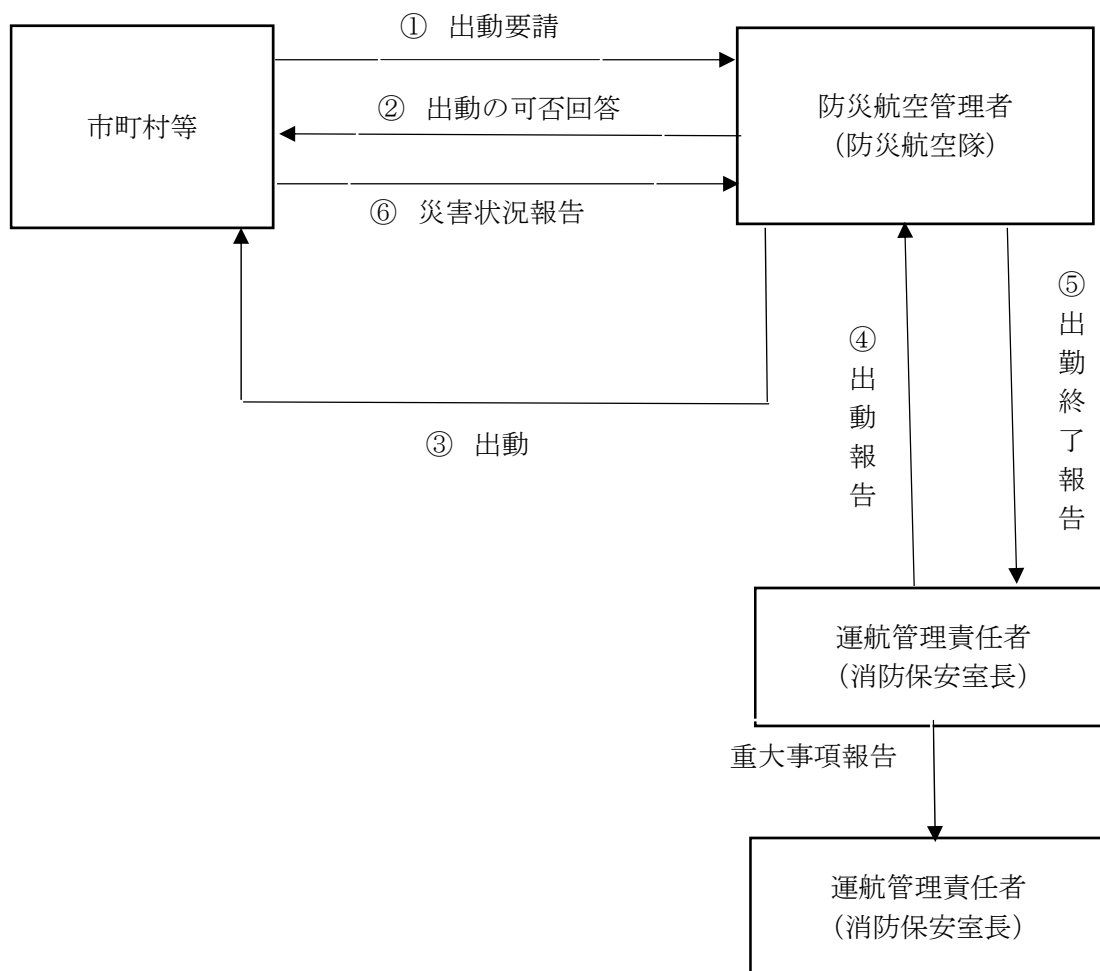 ① 出動要請
市町村等
② 出動の可否回答
防災航空管理者
（防災航空隊）
⑥ 災害状況報告
③ 出動
④出動報告
⑤出勤終了報告
運航管理責任者
（消防保安室長）
重大事項報告
運航管理責任者
（消防保安室長）